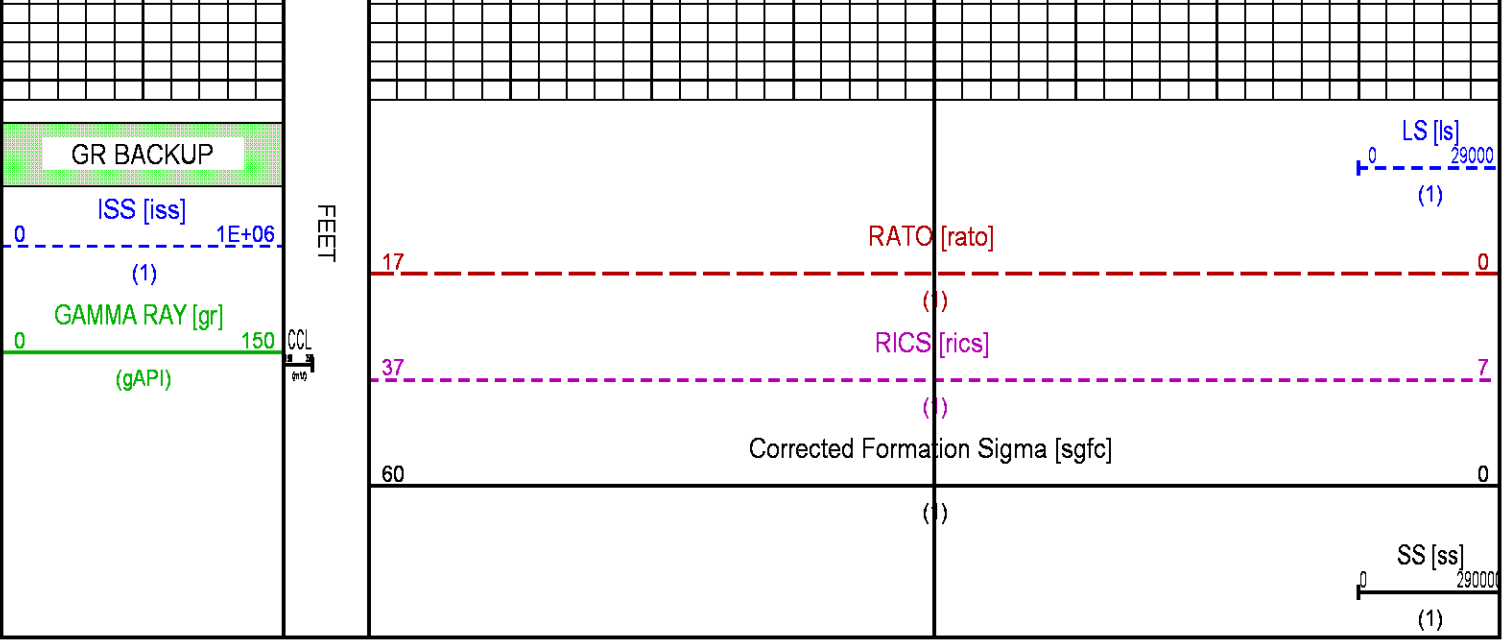 GR BACKUP
ISS [iss]
0 1E+06
(1)
GAMMA RAY [gr]
0 150
(gAPI)
FEET
CCL
(mV)
LS [ls]
0 29000
(1)
RATO [rato]
17 0
(1)
RICS [rics]
37 7
(1)
Corrected Formation Sigma [sgfc]
60 0
(1)
SS [ss]
0 290000
(1)